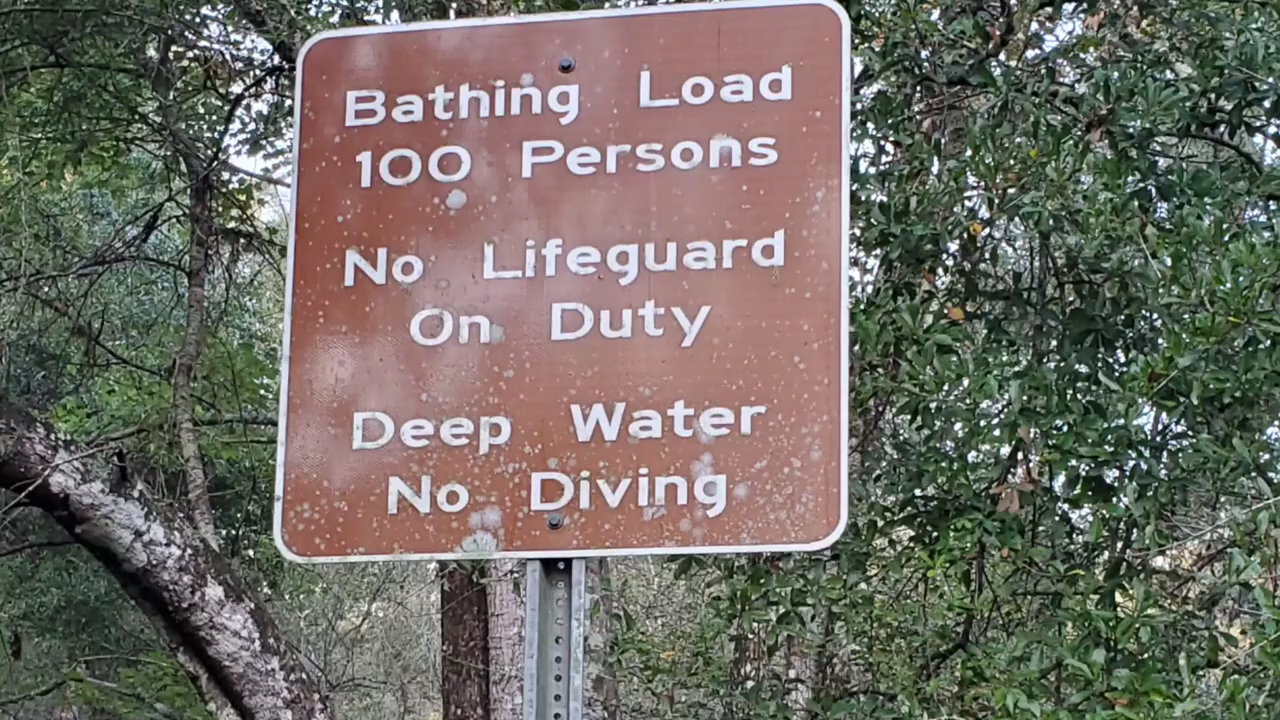 Bathing Load
100 Persons
No Lifeguard
On Duty
Deep Water
No Diving